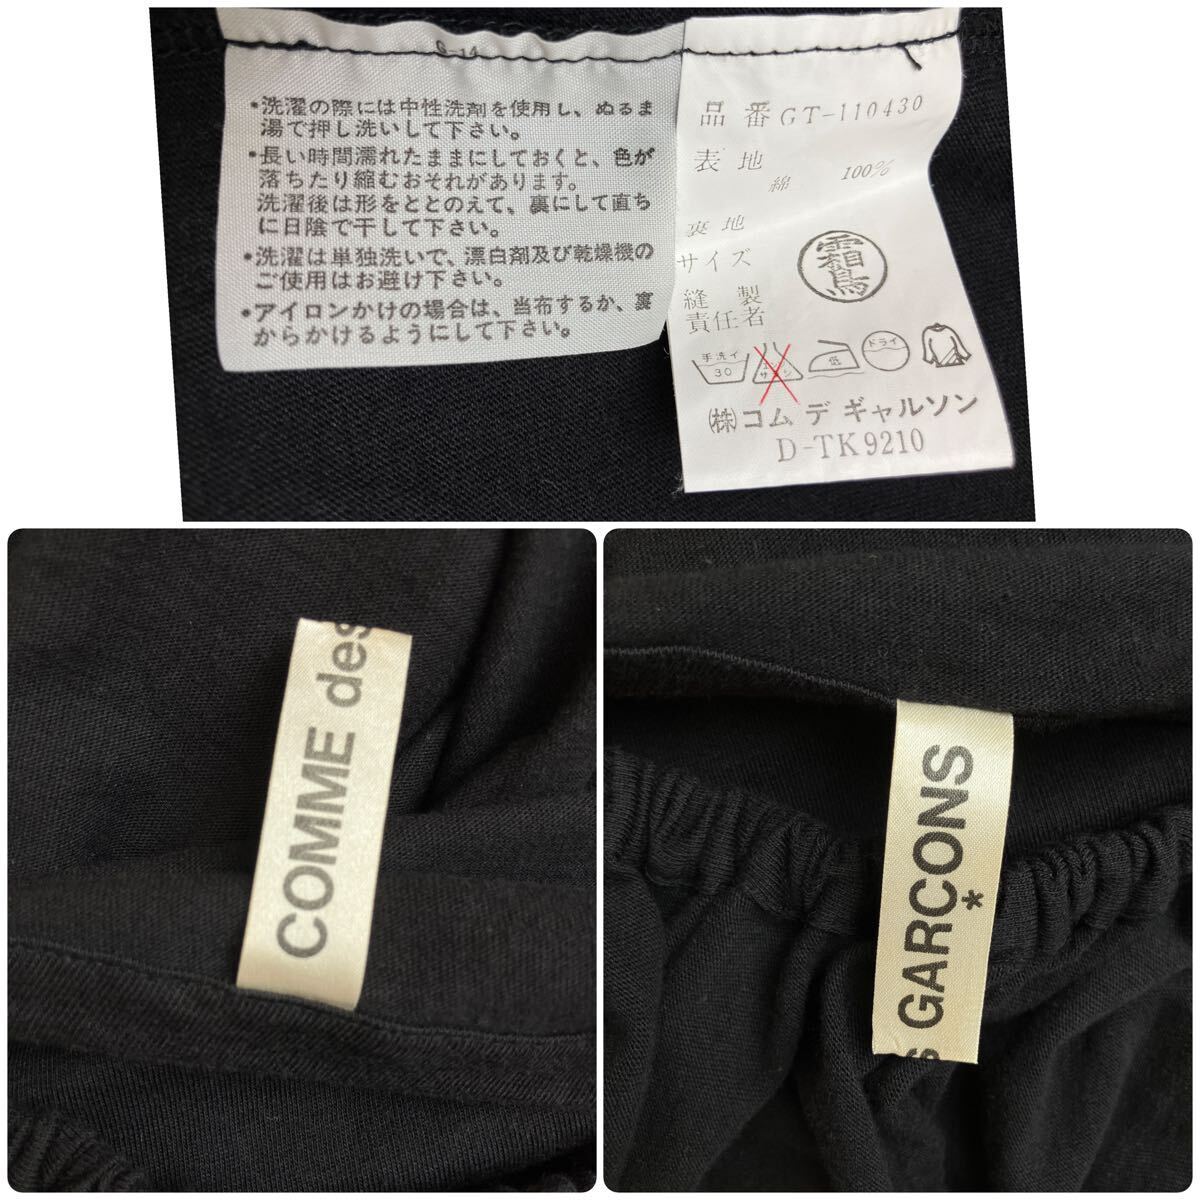 ・洗濯の際には中性洗剤を使用し、ぬるま
湯で押し洗いして下さい。
・長い時間濡れたままにしておくと、色が
落ちたり縮むおそれがあります。
洗濯後は形をととのえて、裏にして直ち
に日陰で干して下さい。
・洗濯は単独洗いで、漂白剤及び乾燥機の
ご使用はお避け下さい。
・アイロンかけの場合は、当布するか、裏
からかけるようにして下さい。
品番 GT-110430
表地
綿 100%
裏地
サイズ
縫製
責任者
手洗イ
30
エンソ
サラシ
低
ドライ
㈱コム デ ギャルソン
D-TK9210
COMME des
GARÇONS